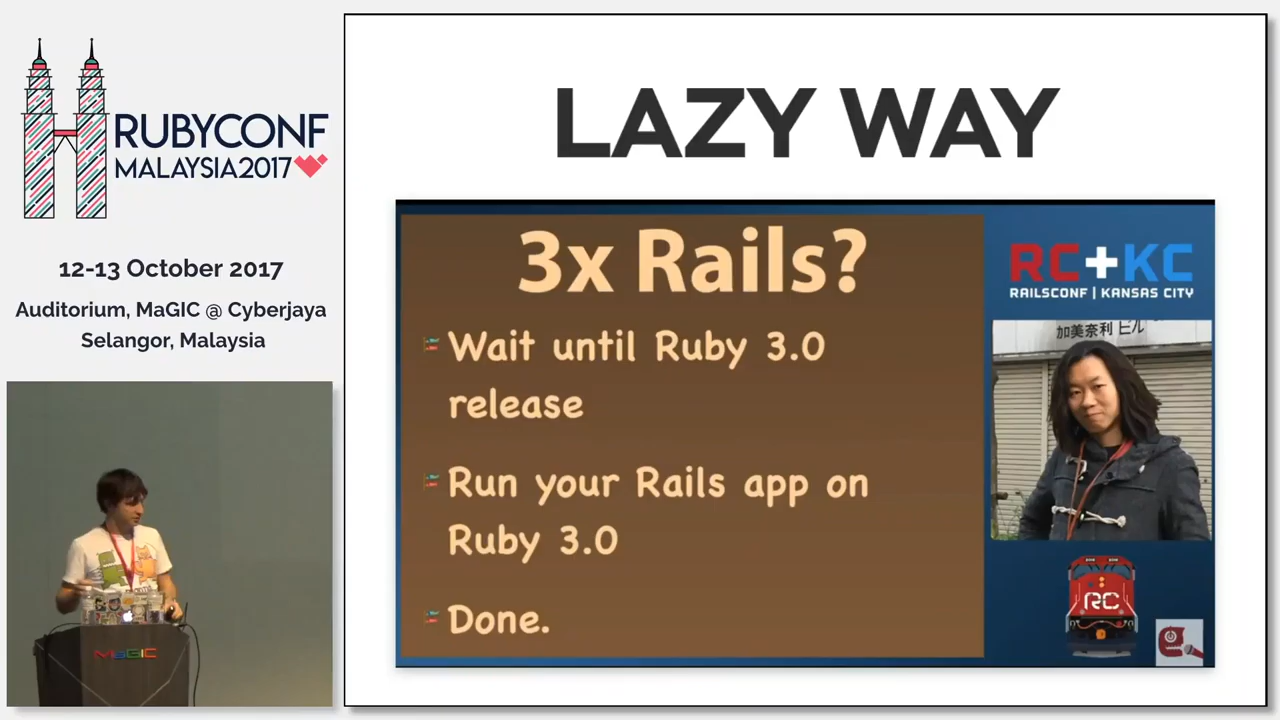 RUBYCONF
MALAYSIA2017
12-13 October 2017
Auditorium, MaGIC @ Cyberjaya
Selangor, Malaysia
MaGIC
LAZY WAY
3x Rails?
Wait until Ruby 3.0
release
Run your Rails app on
Ruby 3.0
Done.
RC+KC
RAILSCONF | KANSAS CITY
加美奈利 ビル
RC